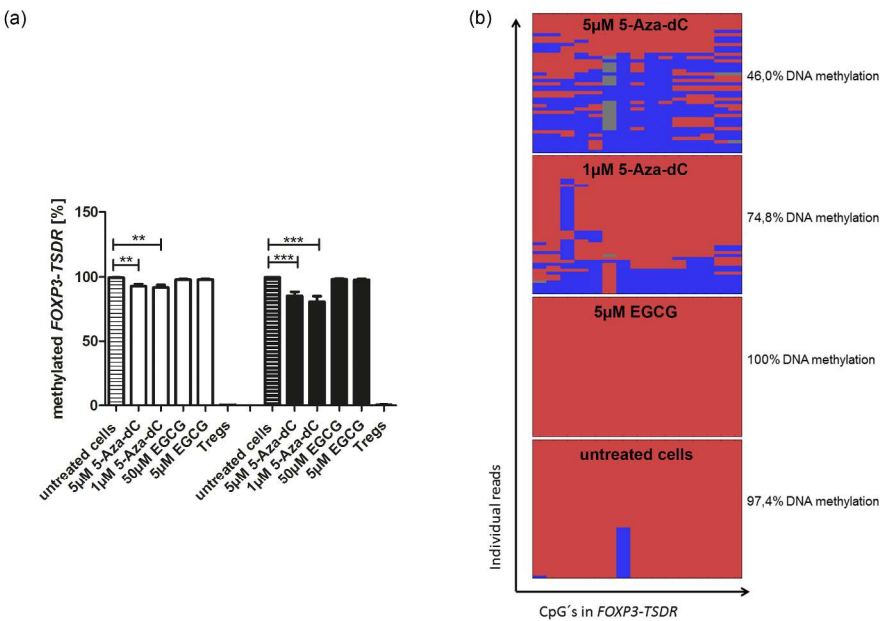 (a)
methylated FOXP3-TSDR [%]
150
100
50
0
**
**
***
***
untreated cells
5µM 5-Aza-dC
1µM 5-Aza-dC
50µM EGCG
5µM EGCG
Tregs
untreated cells
5µM 5-Aza-dC
1µM 5-Aza-dC
50µM EGCG
5µM EGCG
Tregs
(b)
Individual reads
5µM 5-Aza-dC
46,0% DNA methylation
1µM 5-Aza-dC
74,8% DNA methylation
5µM EGCG
100% DNA methylation
untreated cells
97,4% DNA methylation
CpG´s in FOXP3-TSDR